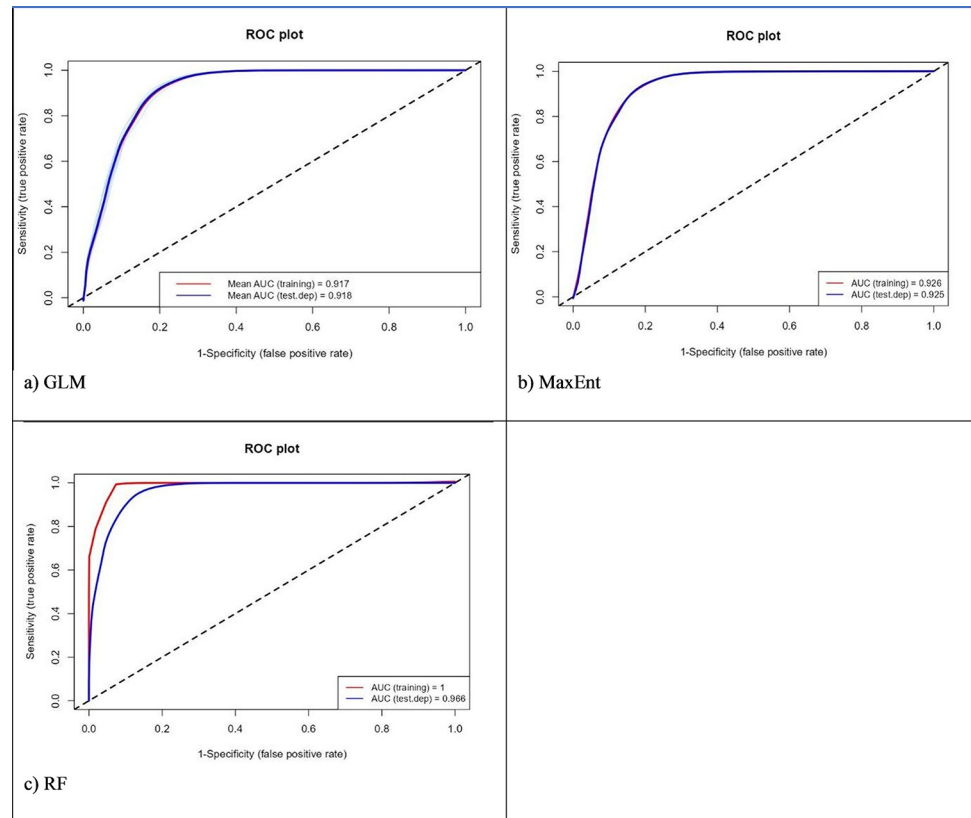 ROC plot
Sensitivity (true positive rate)
1.0
0.8
0.6
0.4
0.2
0.0
Mean AUC (training) = 0.917
Mean AUC (test.dep) = 0.918
0.0 0.2 0.4 0.6 0.8 1.0
1-Specificity (false positive rate)
a) GLM
ROC plot
Sensitivity (true positive rate)
1.0
0.8
0.6
0.4
0.2
0.0
AUC (training) = 0.926
AUC (test.dep) = 0.925
0.0 0.2 0.4 0.6 0.8 1.0
1-Specificity (false positive rate)
b) MaxEnt
ROC plot
Sensitivity (true positive rate)
1.0
0.8
0.6
0.4
0.2
0.0
AUC (training) = 1
AUC (test.dep) = 0.966
0.0 0.2 0.4 0.6 0.8 1.0
1-Specificity (false positive rate)
c) RF